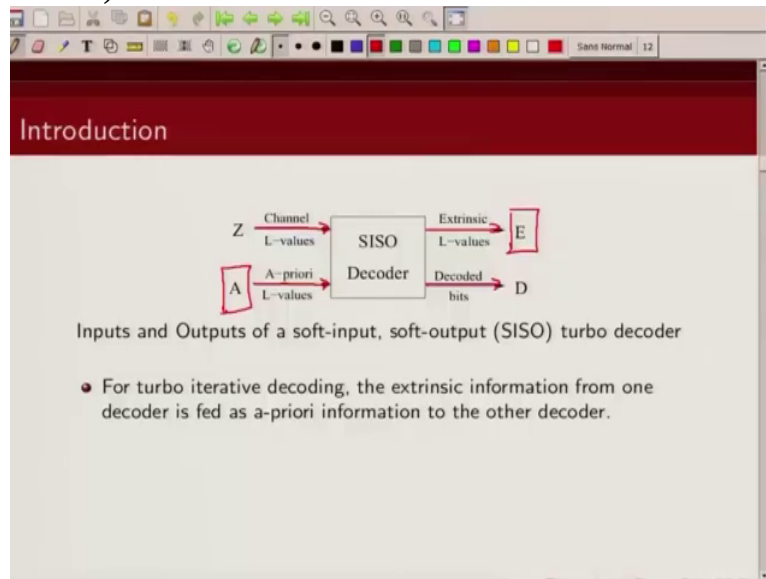 T
Sans Normal 12
Introduction
Z Channel L-values SISO Decoder Extrinsic L-values E
A A-priori L-values Decoded bits D
Inputs and Outputs of a soft-input, soft-output (SISO) turbo decoder
For turbo iterative decoding, the extrinsic information from one
decoder is fed as a-priori information to the other decoder.